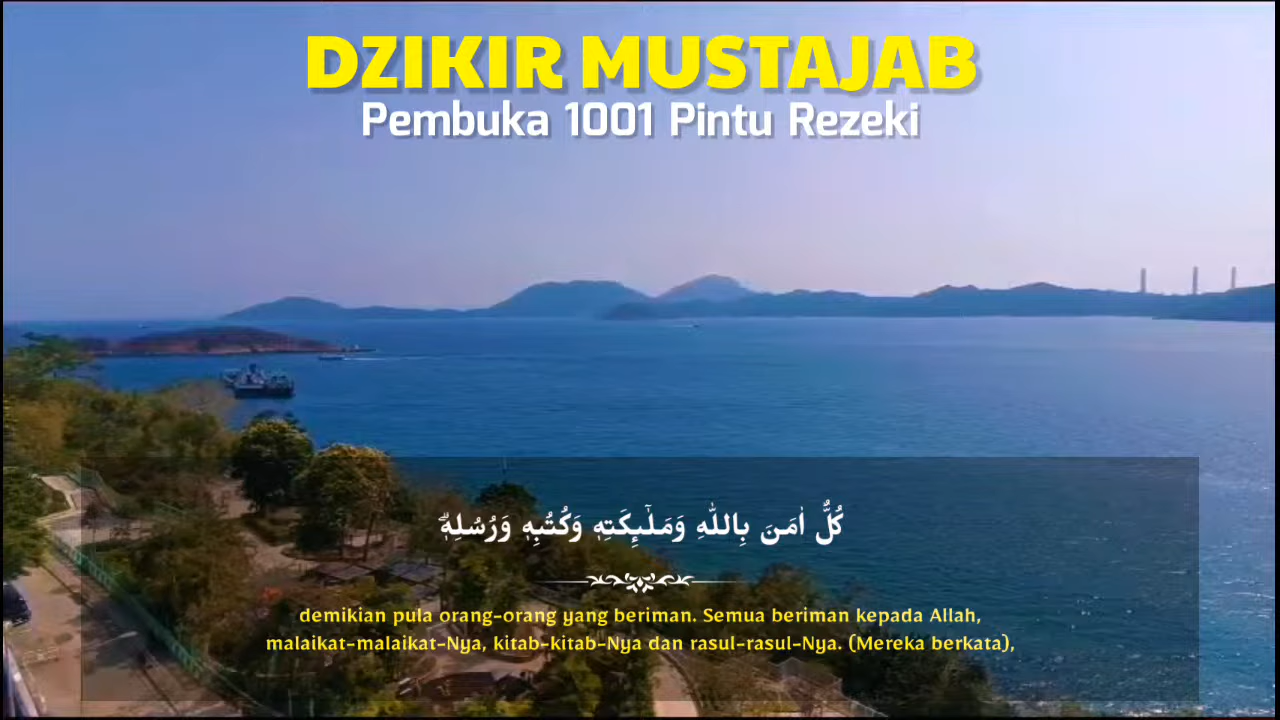 DZIKIR MUSTAJAB
Pembuka 1001 Pintu Rezeki
كُلٌّ اٰمَنَ بِاللّٰهِ وَمَلٰۤىِٕكَتِهٖ وَكُتُبِهٖ وَرُسُلِهٖۗ
demikian pula orang-orang yang beriman. Semua beriman kepada Allah,
malaikat-malaikat-Nya, kitab-kitab-Nya dan rasul-rasul-Nya. (Mereka berkata),